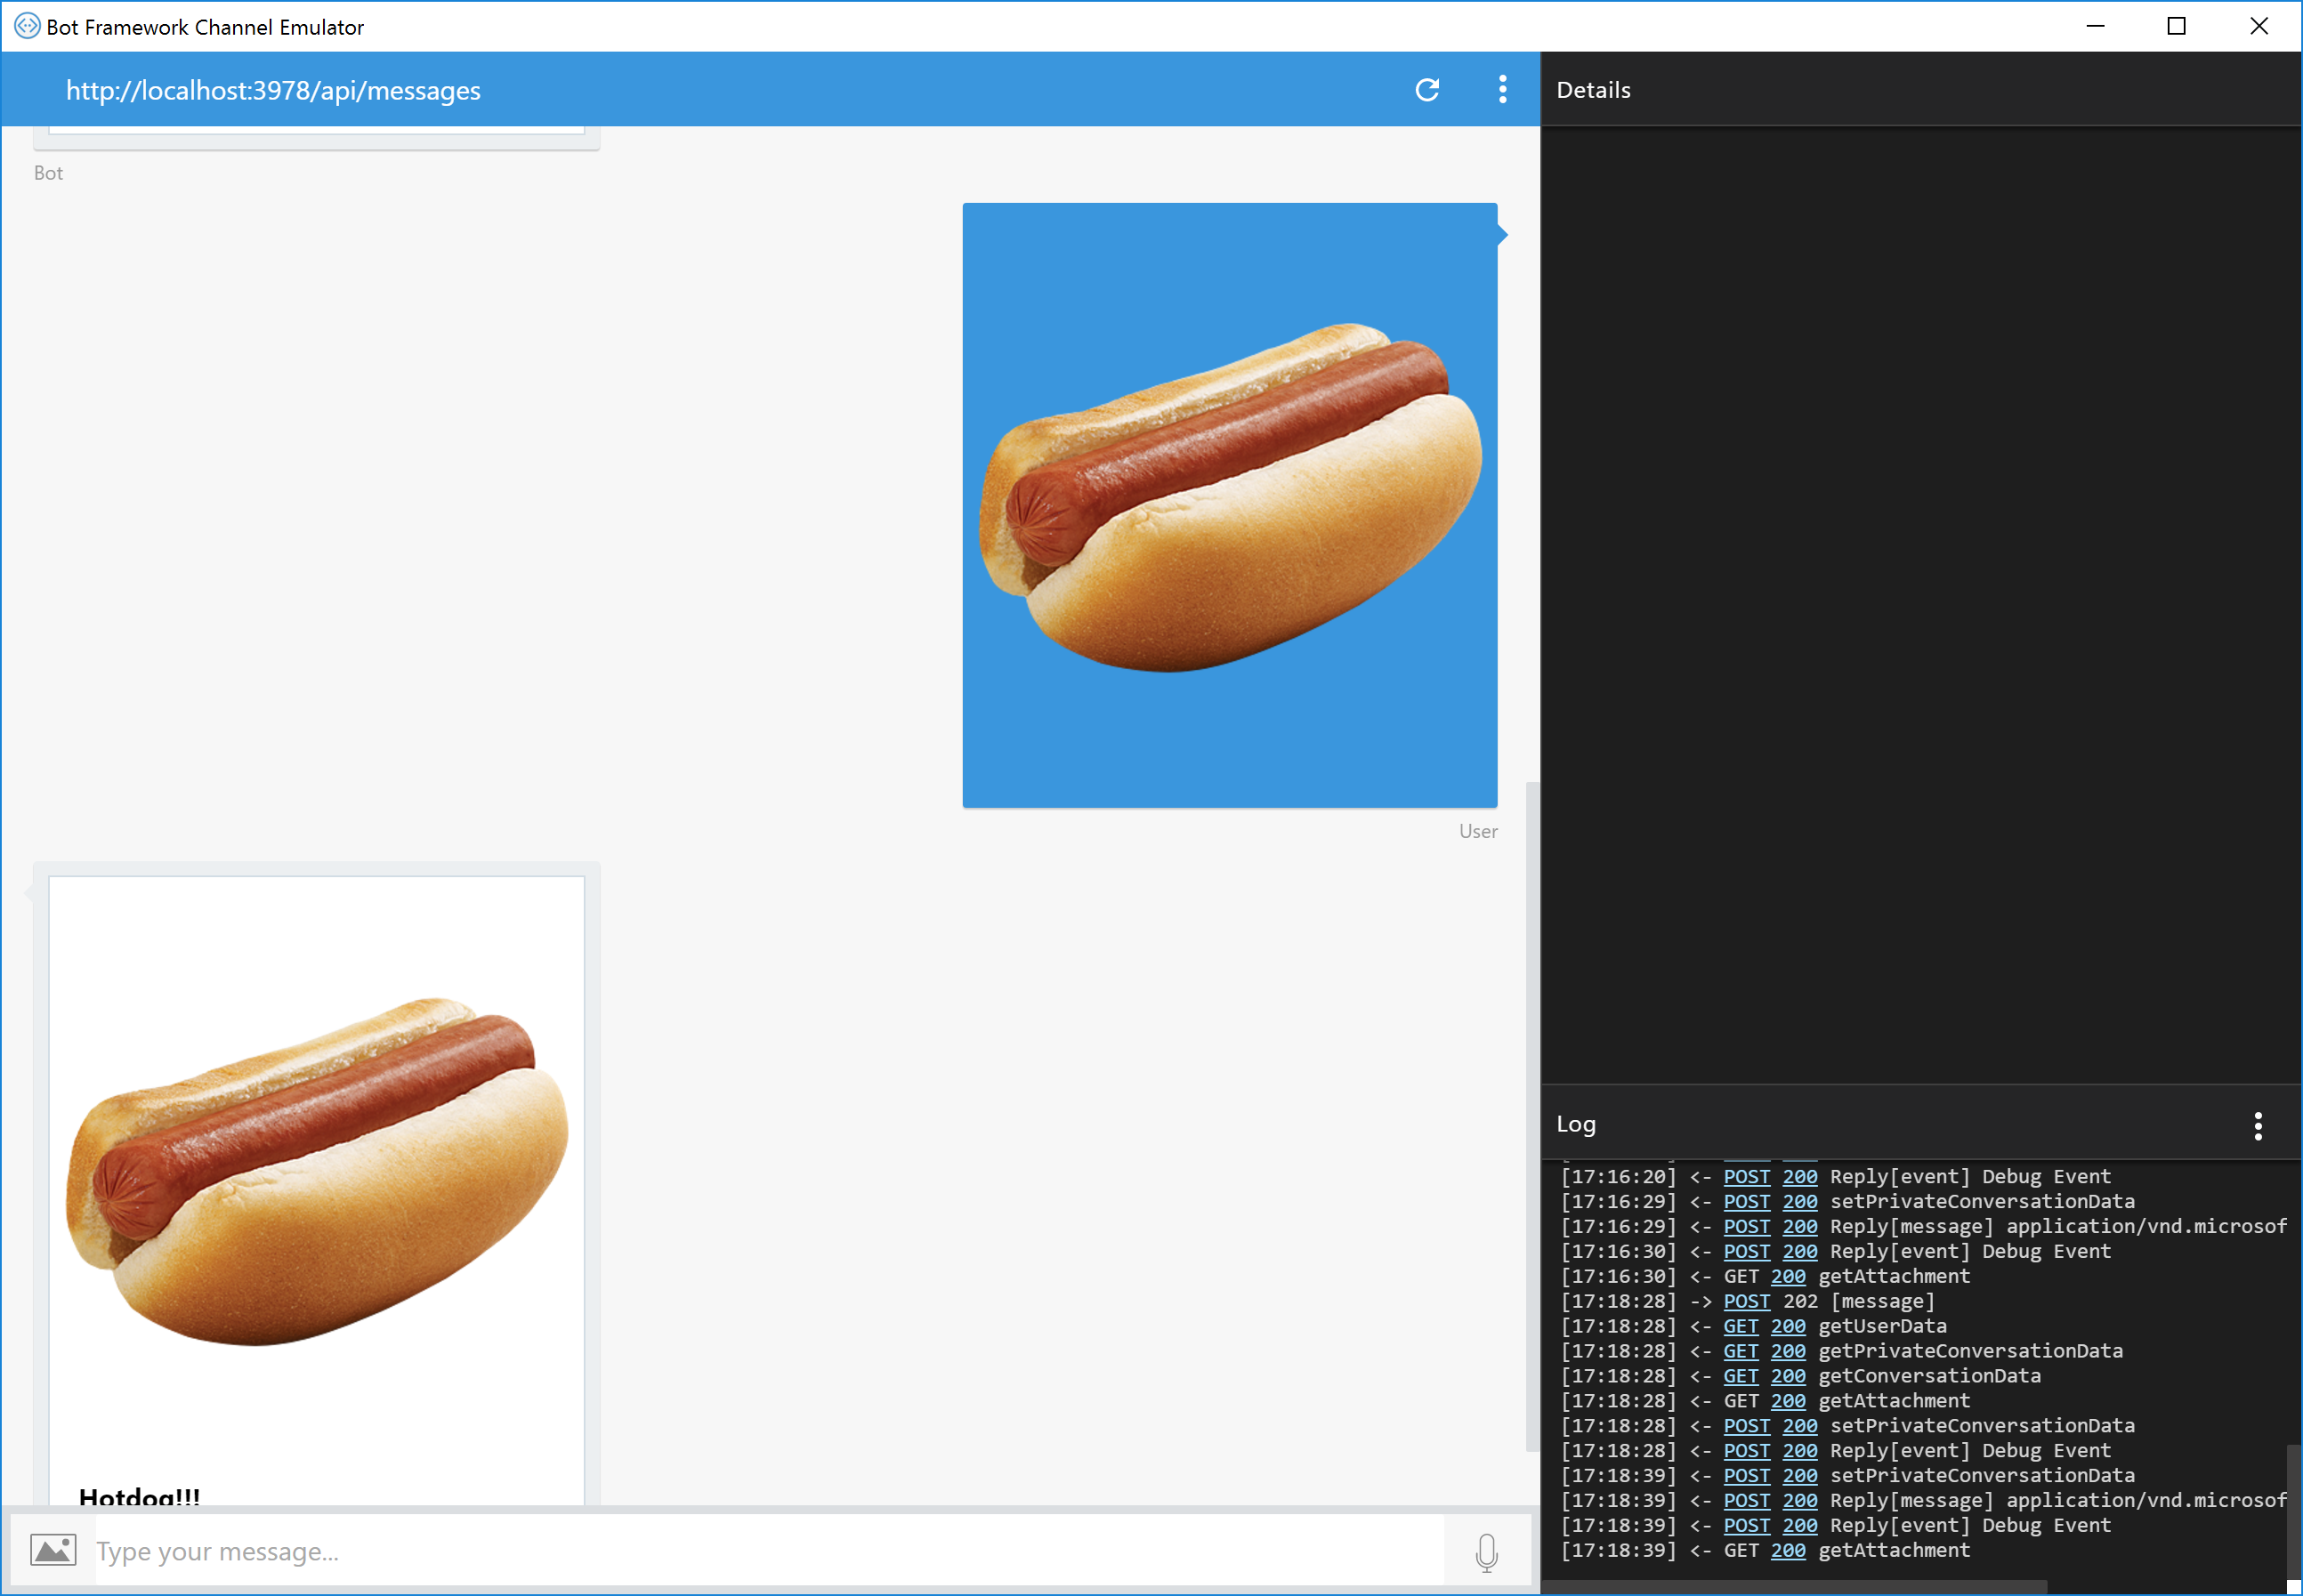 Bot Framework Channel Emulator
http://localhost:3978/api/messages
Bot
User
Hotdog!!!
Type your message...
Details
Log
[17:16:20] <- POST 200 Reply[event] Debug Event
[17:16:29] <- POST 200 setPrivateConversationData
[17:16:29] <- POST 200 Reply[message] application/vnd.microsof
[17:16:30] <- POST 200 Reply[event] Debug Event
[17:16:30] <- GET 200 getAttachment
[17:18:28] -> POST 202 [message]
[17:18:28] <- GET 200 getUserData
[17:18:28] <- GET 200 getPrivateConversationData
[17:18:28] <- GET 200 getConversationData
[17:18:28] <- GET 200 getAttachment
[17:18:28] <- POST 200 setPrivateConversationData
[17:18:28] <- POST 200 Reply[event] Debug Event
[17:18:39] <- POST 200 setPrivateConversationData
[17:18:39] <- POST 200 Reply[message] application/vnd.microsof
[17:18:39] <- POST 200 Reply[event] Debug Event
[17:18:39] <- GET 200 getAttachment